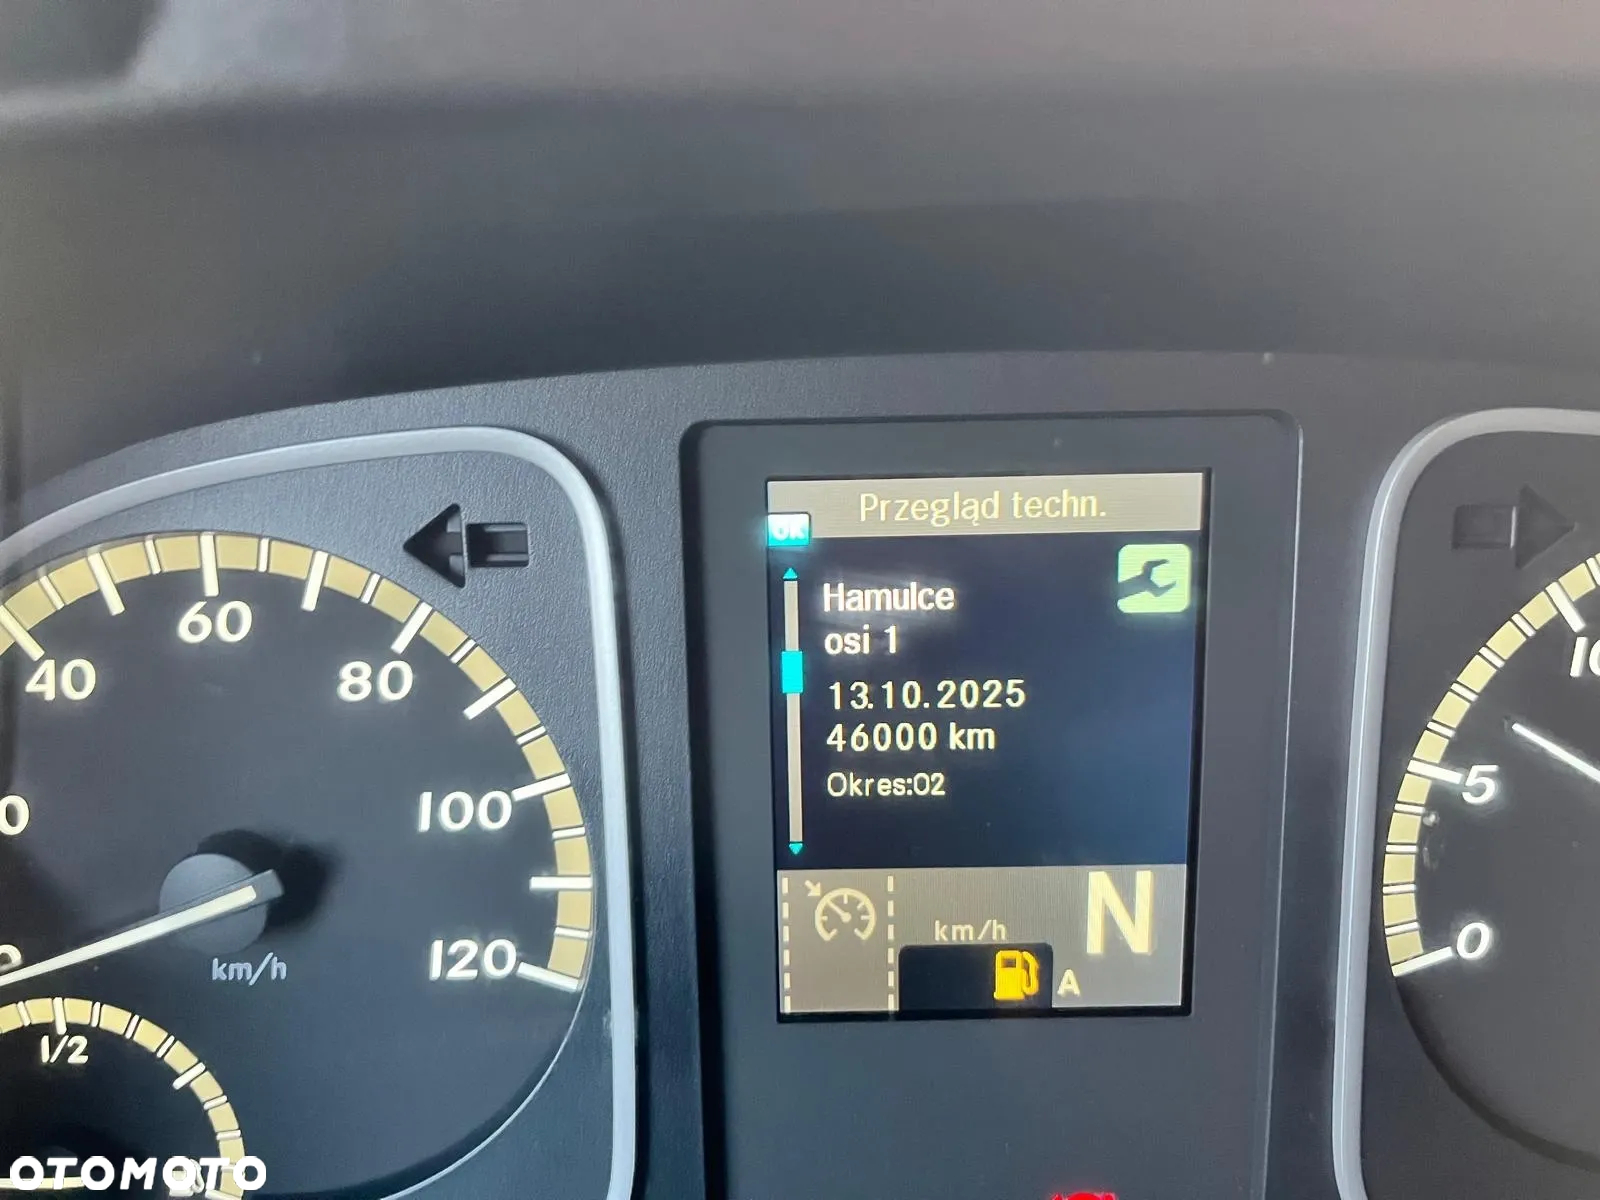 Przegląd techn.
OK
Hamulce
osi 1
13.10.2025
46000 km
Okres:02
km/h
N
A
40
60
80
100
120
km/h
1/2
10
5
0
OTOMOTO